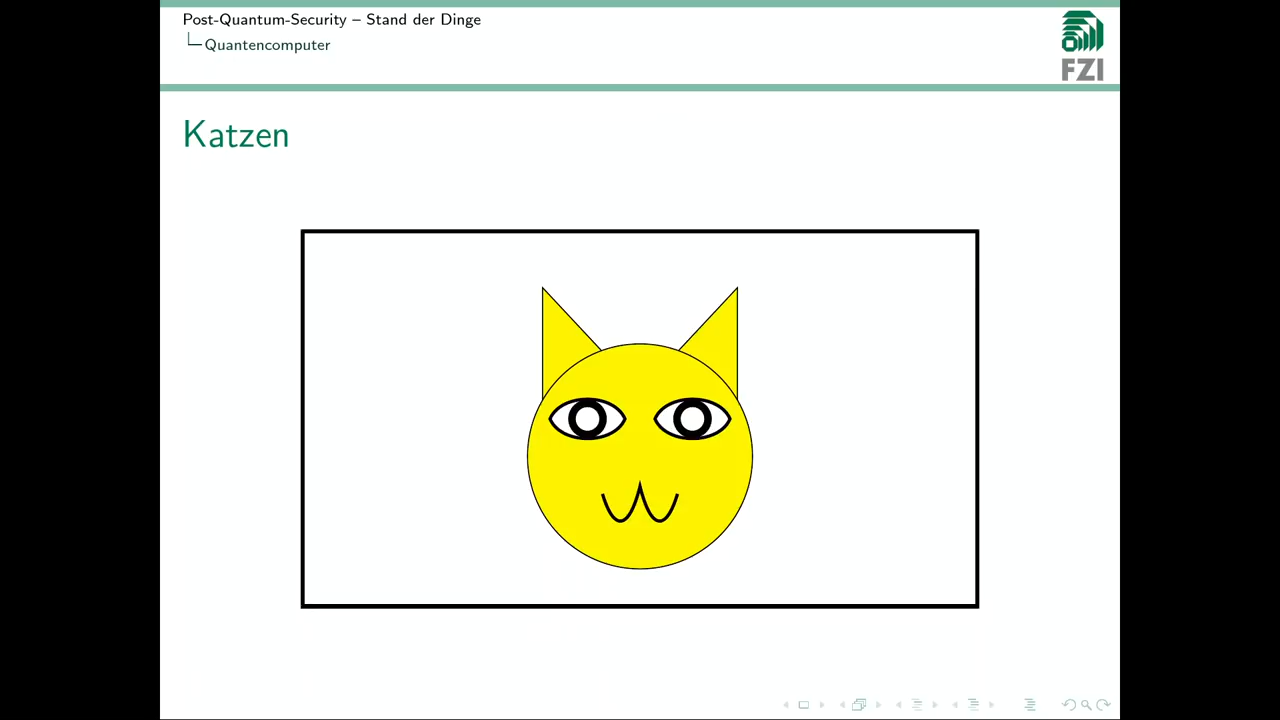 Post-Quantum-Security – Stand der Dinge
Quantencomputer
FZI
Katzen